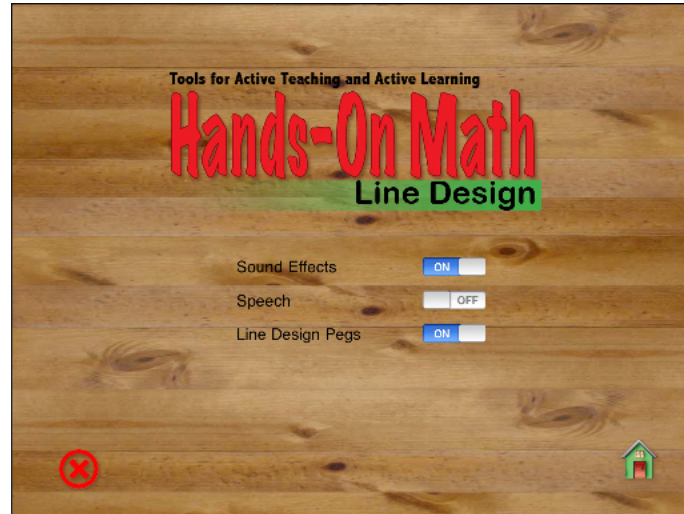 Tools for Active Teaching and Active Learning
Hands-On Math
Line Design
Sound Effects ON
Speech OFF
Line Design Pegs ON